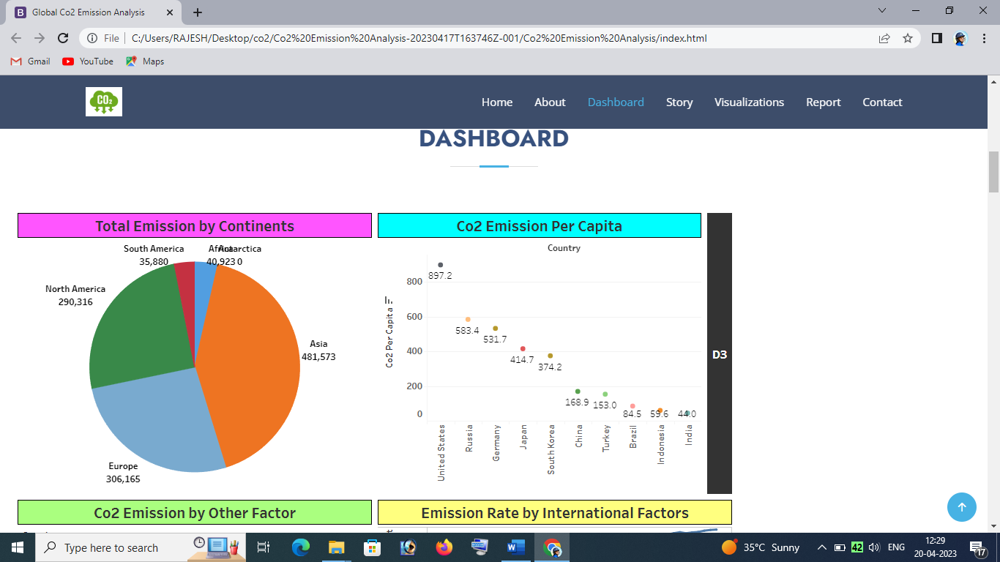 Global Co2 Emission Analysis
File C:/Users/RAJESH/Desktop/co2/Co2%20Emission%20Analysis-20230417T163746Z-001/Co2%20Emission%20Analysis/index.html
Gmail YouTube Maps
CO2
Home About Dashboard Story Visualizations Report Contact
DASHBOARD
Total Emission by Continents
South America
35,880
Africa
40,923
Antarctica
0
North America
290,316
Asia
481,573
Europe
306,165
Co2 Emission Per Capita
Country
Co2 Per Capita
800
600
400
200
0
897.2
583.4
531.7
414.7
374.2
168.9
153.0
84.5
59.6
44.0
United States
Russia
Germany
Japan
South Korea
China
Turkey
Brazil
Indonesia
India
D3
Co2 Emission by Other Factor
Emission Rate by International Factors
Type here to search
35°C Sunny
42
ENG
12:29
20-04-2023
17